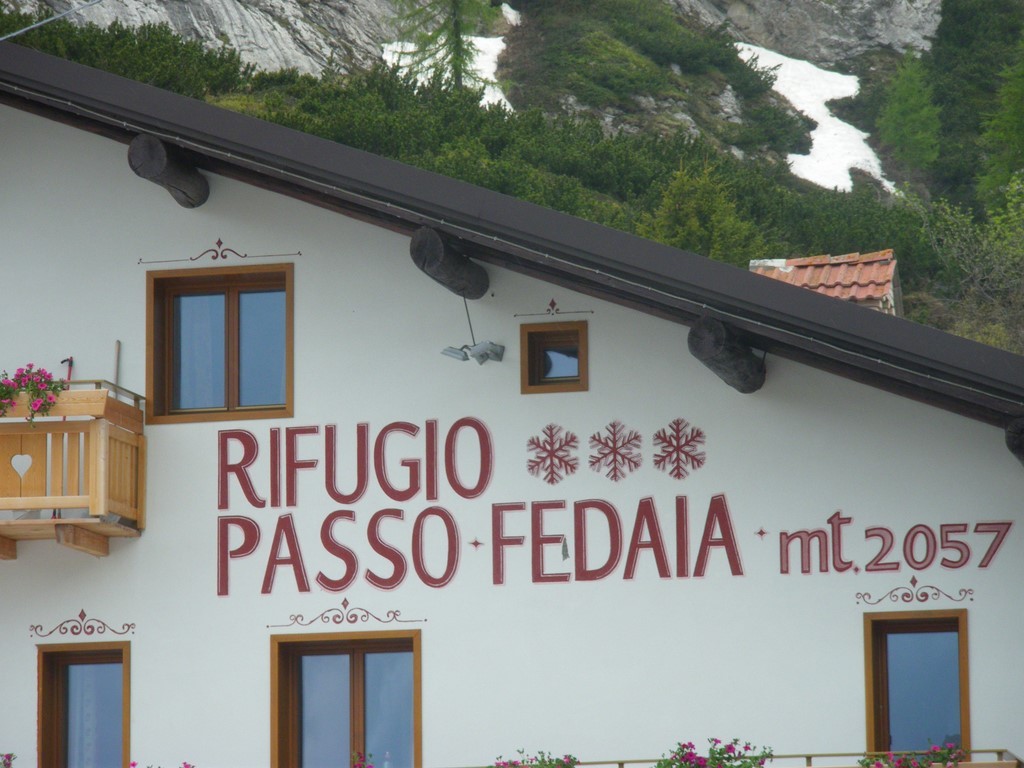 RIFUGIO
PASSO · FEDAIA · mt. 2057